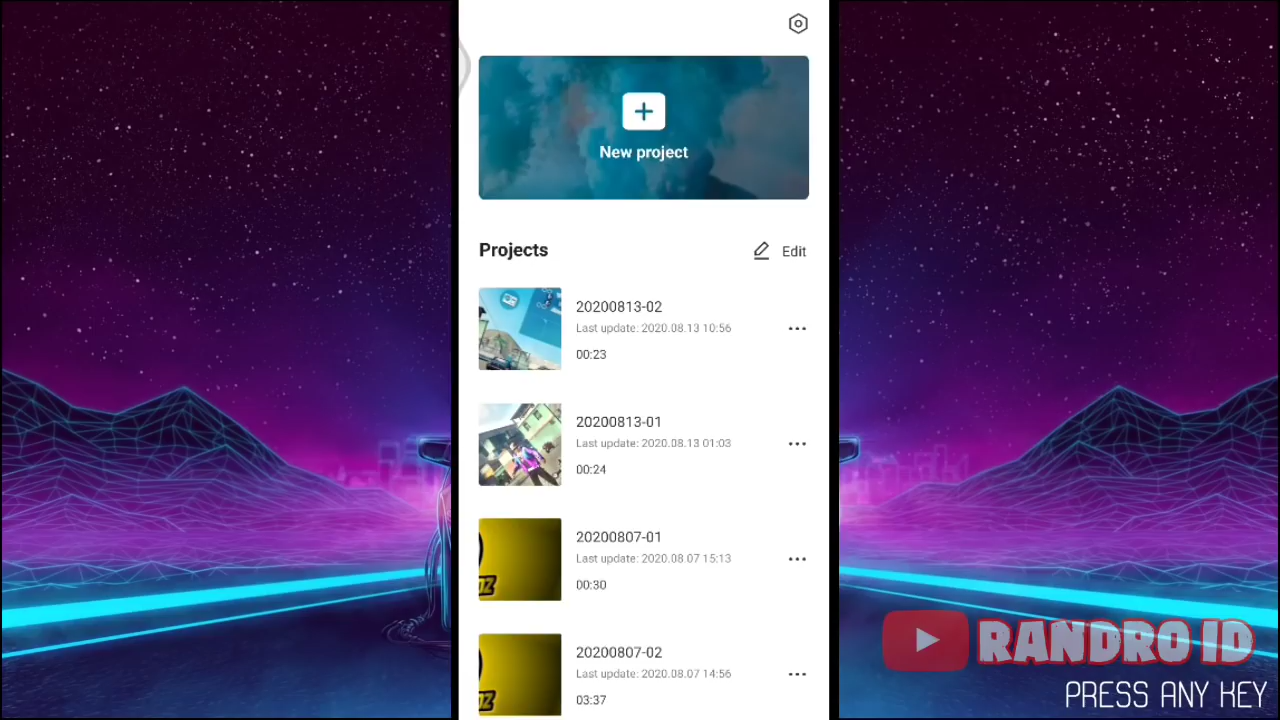 New project
Projects
Edit
20200813-02
Last update: 2020.08.13 10:56
00:23
20200813-01
Last update: 2020.08.13 01:03
00:24
20200807-01
Last update: 2020.08.07 15:13
00:30
20200807-02
Last update: 2020.08.07 14:56
03:37
RANDRO ID
PRESS ANY KEY